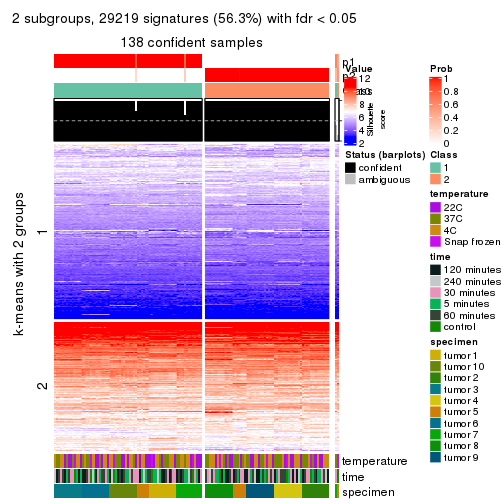 2 subgroups, 29219 signatures (56.3%) with fdr < 0.05
138 confident samples
p1
Value
12
10
8
6
4
2
Silhouette
score
Prob
1
0.8
0.6
0.4
0.2
0
Status (barplots)
confident
ambiguous
Class
1
2
temperature
22C
37C
4C
Snap frozen
time
120 minutes
240 minutes
30 minutes
5 minutes
60 minutes
control
specimen
tumor 1
tumor 10
tumor 2
tumor 3
tumor 4
tumor 5
tumor 6
tumor 7
tumor 8
tumor 9
k-means with 2 groups
1
2
temperature
time
specimen